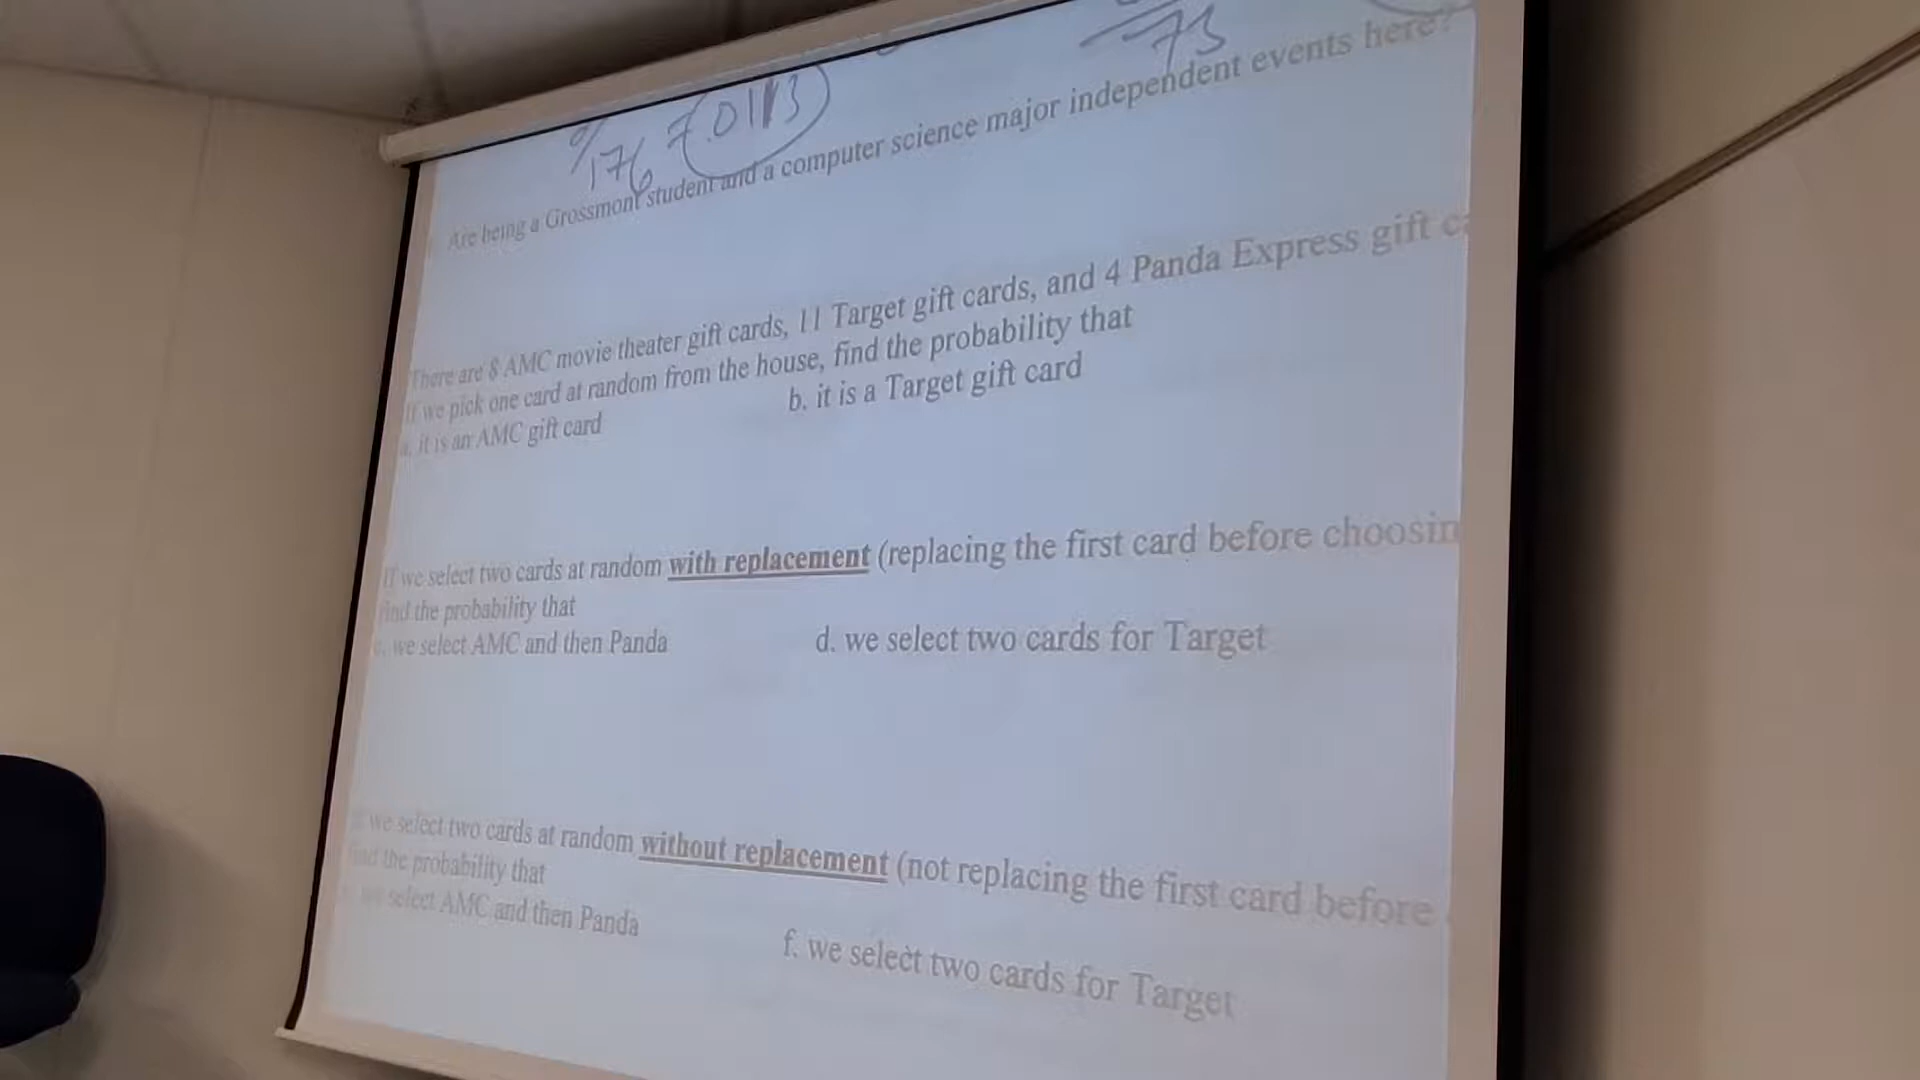 75
176 .0113
Are being a Grossmont student and a computer science major independent events here?
There are 8 AMC movie theater gift cards, 11 Target gift cards, and 4 Panda Express gift ca
If we pick one card at random from the house, find the probability that
a. it is an AMC gift card b. it is a Target gift card
If we select two cards at random with replacement (replacing the first card before choosin
find the probability that
c. we select AMC and then Panda d. we select two cards for Target
we select two cards at random without replacement (not replacing the first card before
find the probability that
we select AMC and then Panda f. we select two cards for Target